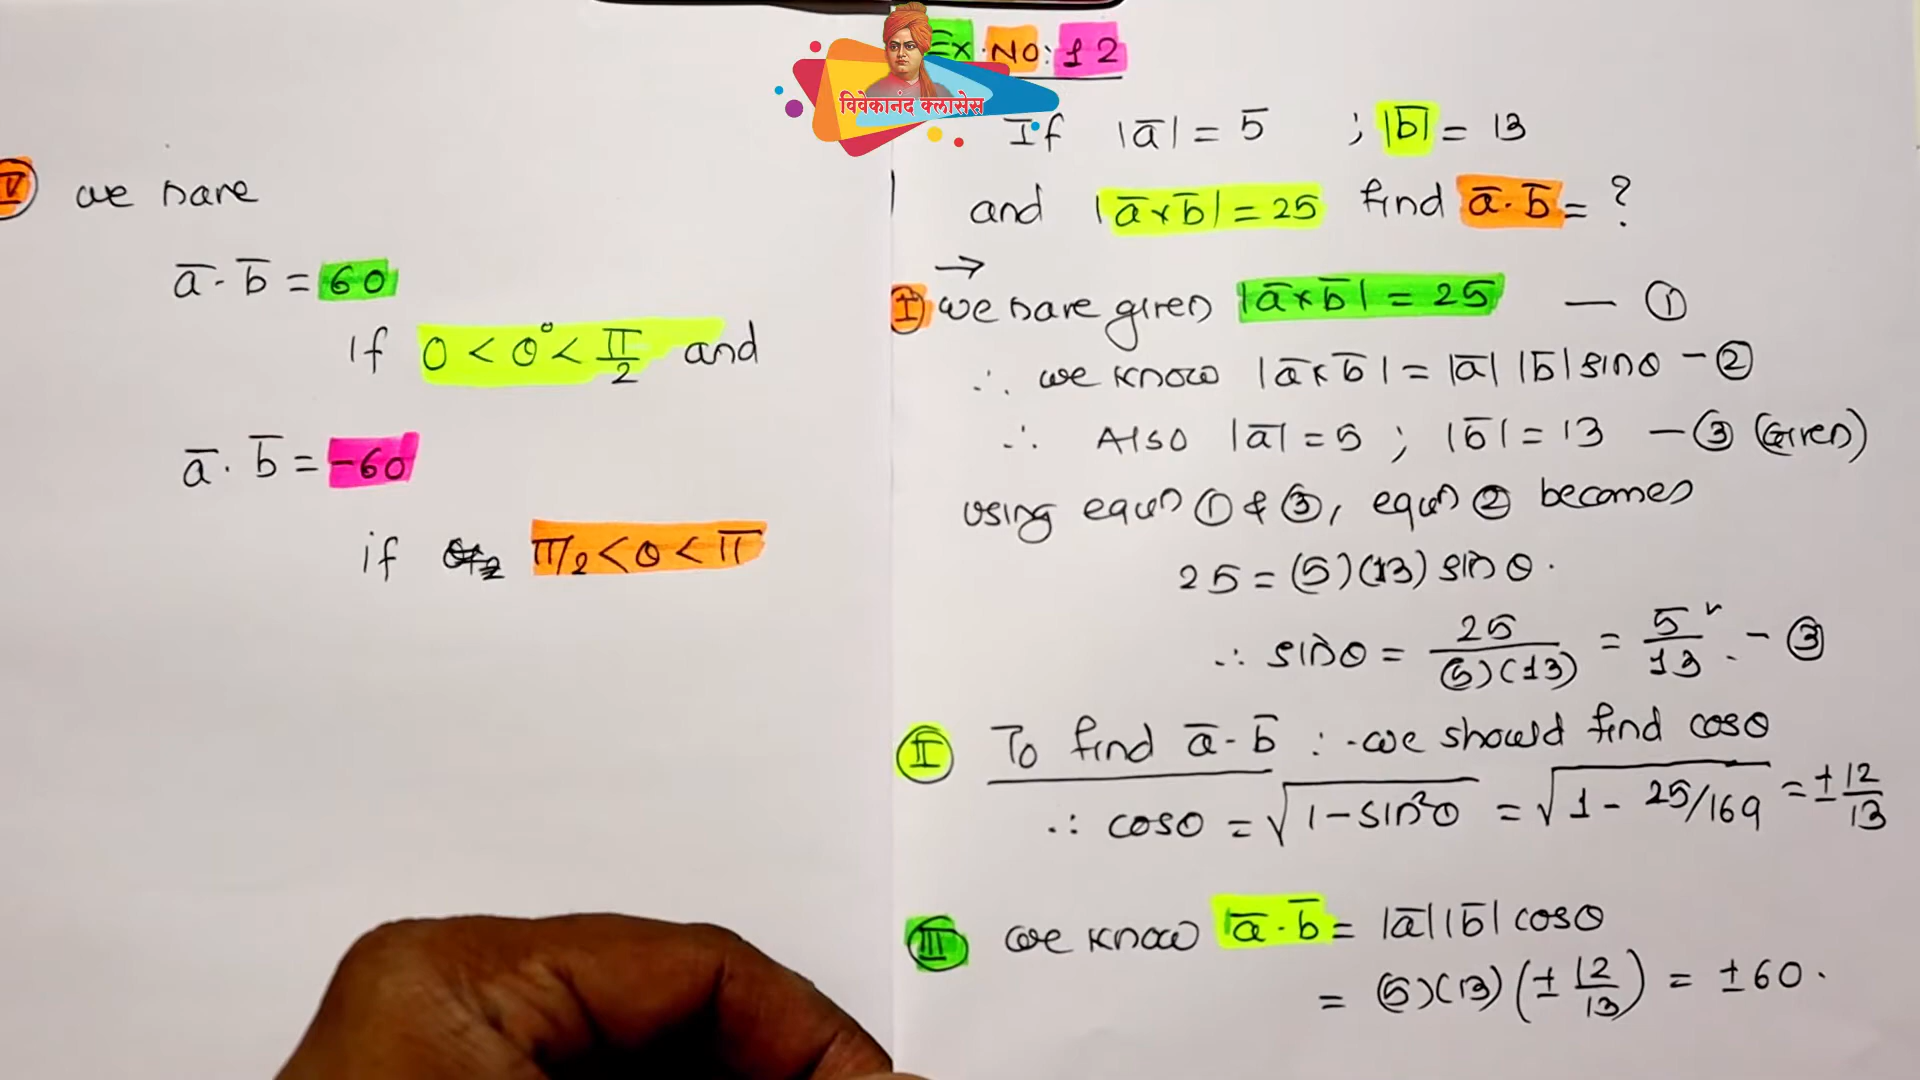 Ex. NO: 12
विवेकानंद क्लासेस
If |a̅| = 5 ; |b̅| = 13
and |a̅×b̅| = 25 find a̅·b̅ = ?
→
I we have given |a̅×b̅| = 25 — ①
∴ we know |a̅×b̅| = |a̅| |b̅| sinθ — ②
∴ Also |a̅| = 5 ; |b̅| = 13 — ③ (Given)
using equn ① & ③, equn ② becomes
25 = (5)(13) sinθ.
∴ sinθ = 25/(5)(13) = 5/13. — ③
II To find a̅·b̅ : -we should find cosθ
∴ cosθ = √1-sin²θ = √1 - 25/169 = ±12/13
III we know a̅·b̅ = |a̅||b̅| cosθ
= (5)(13)(±12/13) = ±60.
IV we have
a̅·b̅ = 60
if 0 < θ° < π/2 and
a̅·b̅ = -60
if π/2 < θ < π